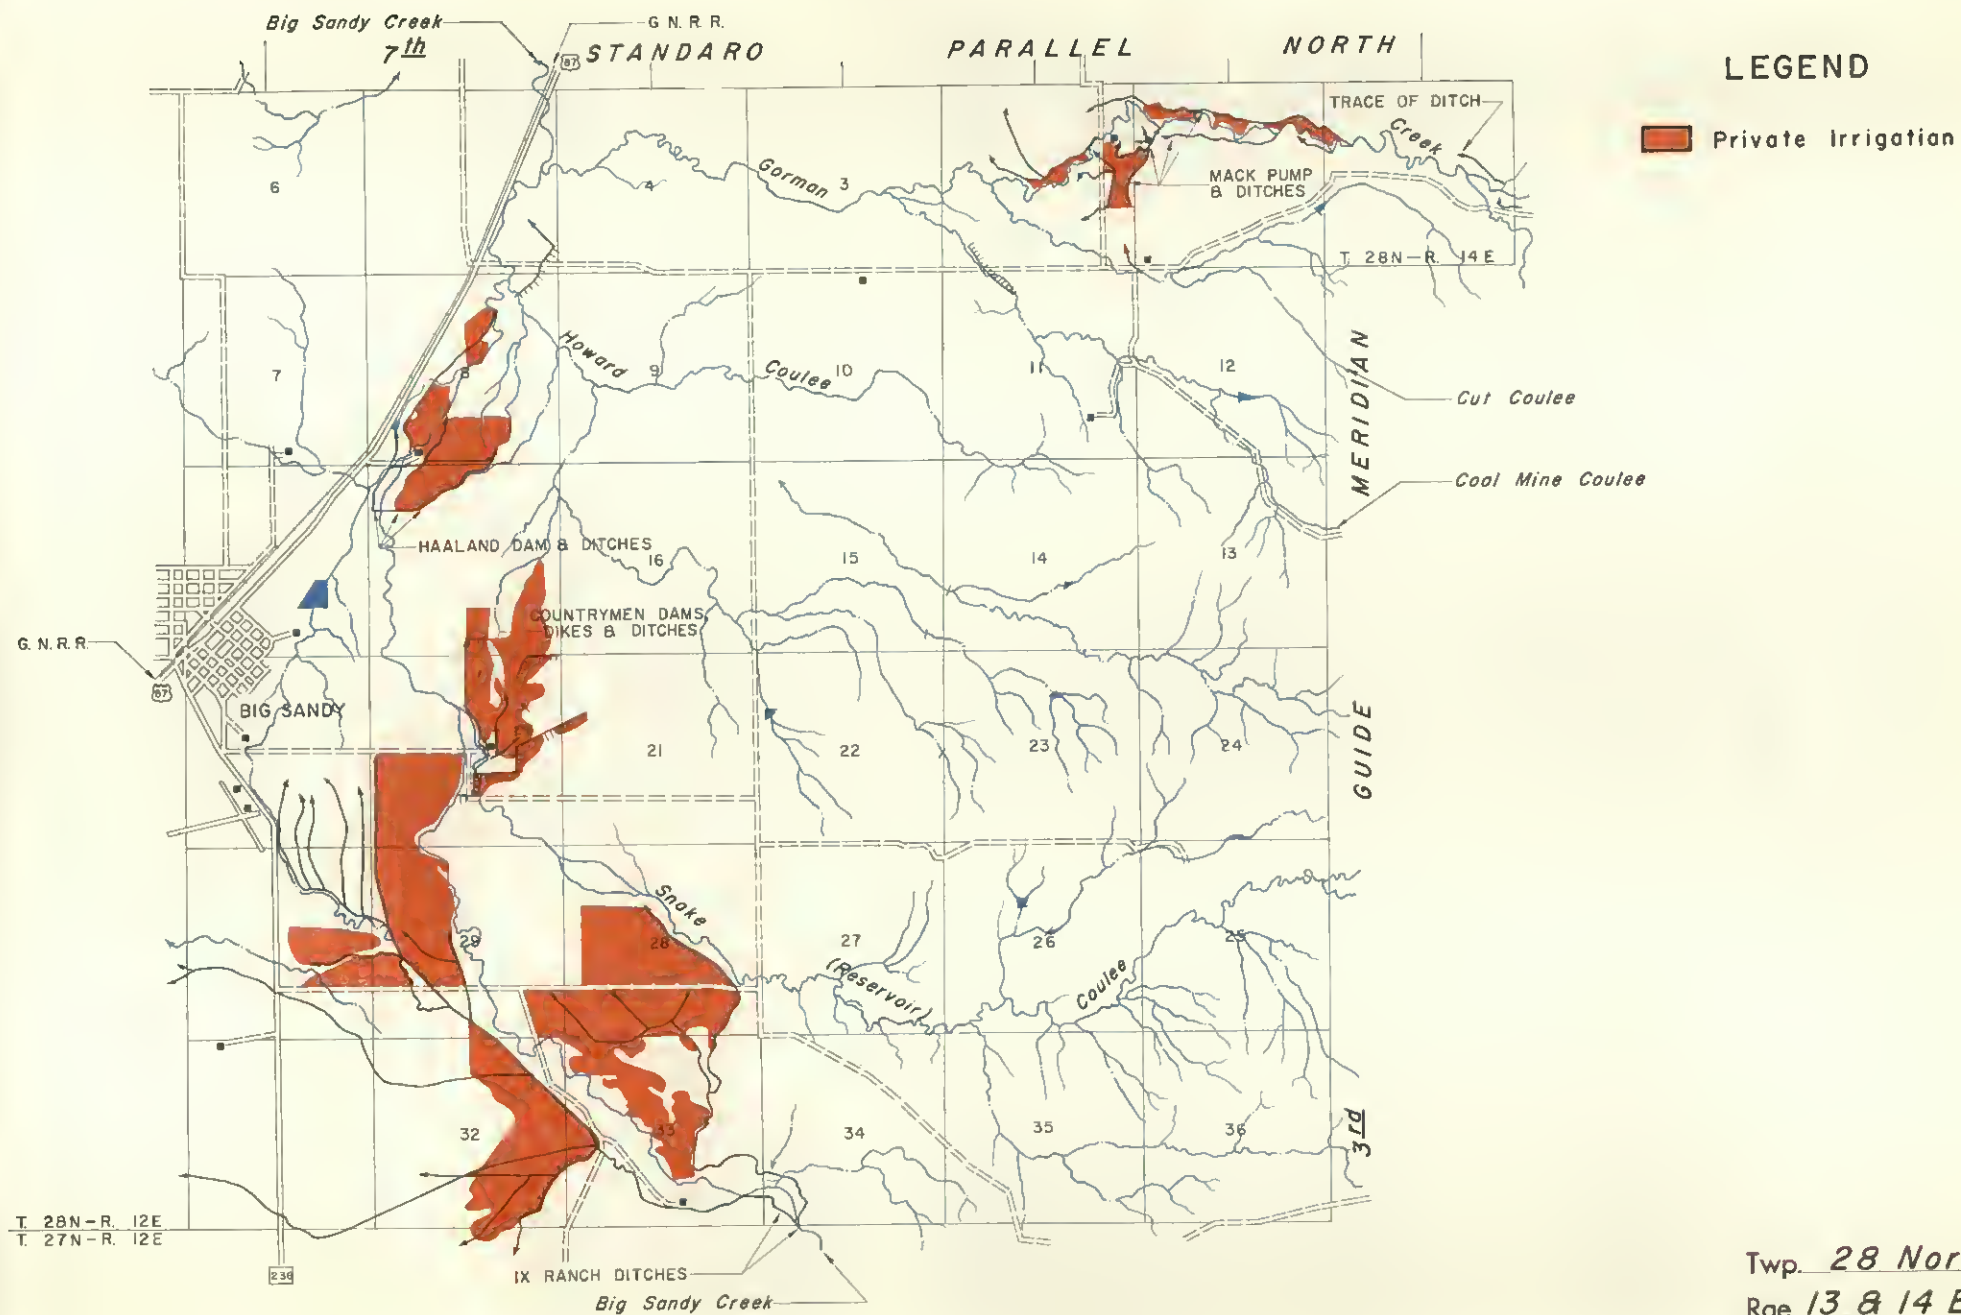 Big Sandy Creek
G N. R. R.
7th STANDARD PARALLEL NORTH
87
LEGEND
Private Irrigation
TRACE OF DITCH
Creek
Gorman
MACK PUMP
& DITCHES
6
4
3
T. 28N-R. 14E
Howard
Coulee
7
8
9
10
11
12
MERIDIAN
Cut Coulee
Coal Mine Coulee
HAALAND DAM & DITCHES
16
15
14
13
COUNTRYMEN DAMS,
DIKES & DITCHES
G. N. R. R.
87
BIG SANDY
21
22
23
24
GUIDE
Snake
(Reservoir)
Coulee
29
28
27
26
25
32
33
34
35
36
3rd
T. 28N-R. 12E
T. 27N-R. 12E
236
IX RANCH DITCHES
Big Sandy Creek
Twp. 28 Nor
Rge 13 & 14 E